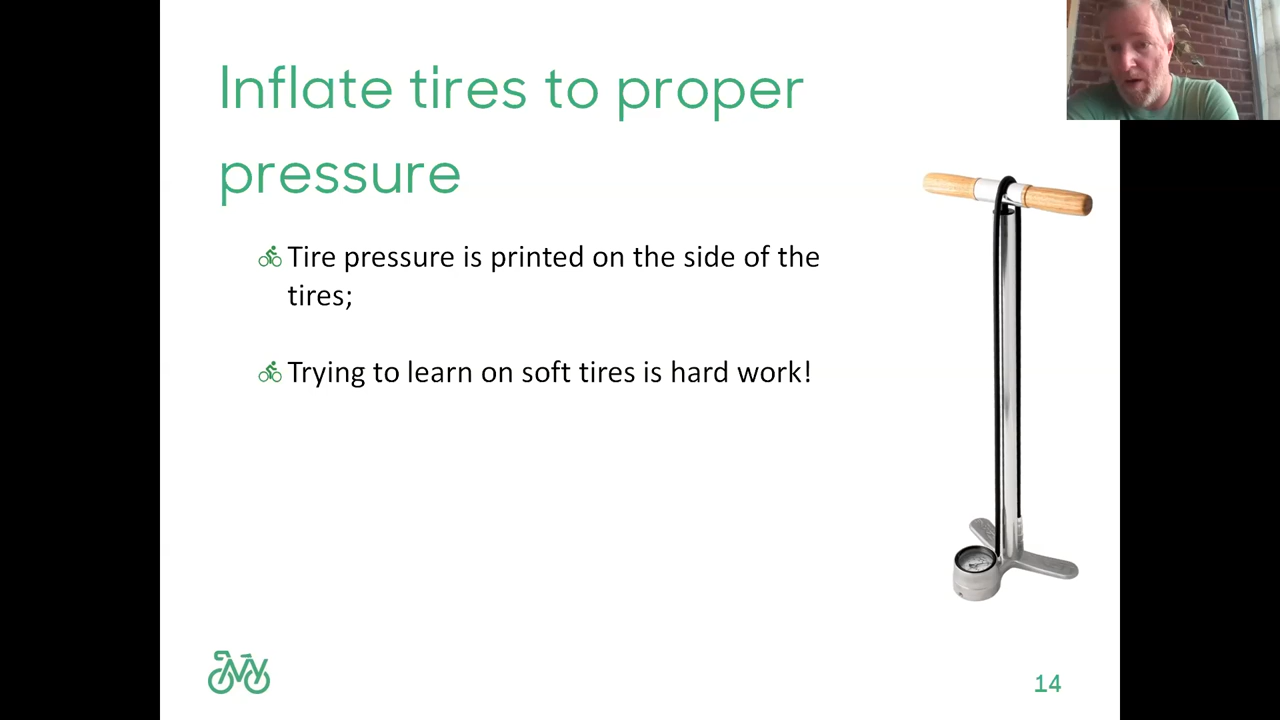 Inflate tires to proper
pressure
Tire pressure is printed on the side of the
tires;
Trying to learn on soft tires is hard work!
14